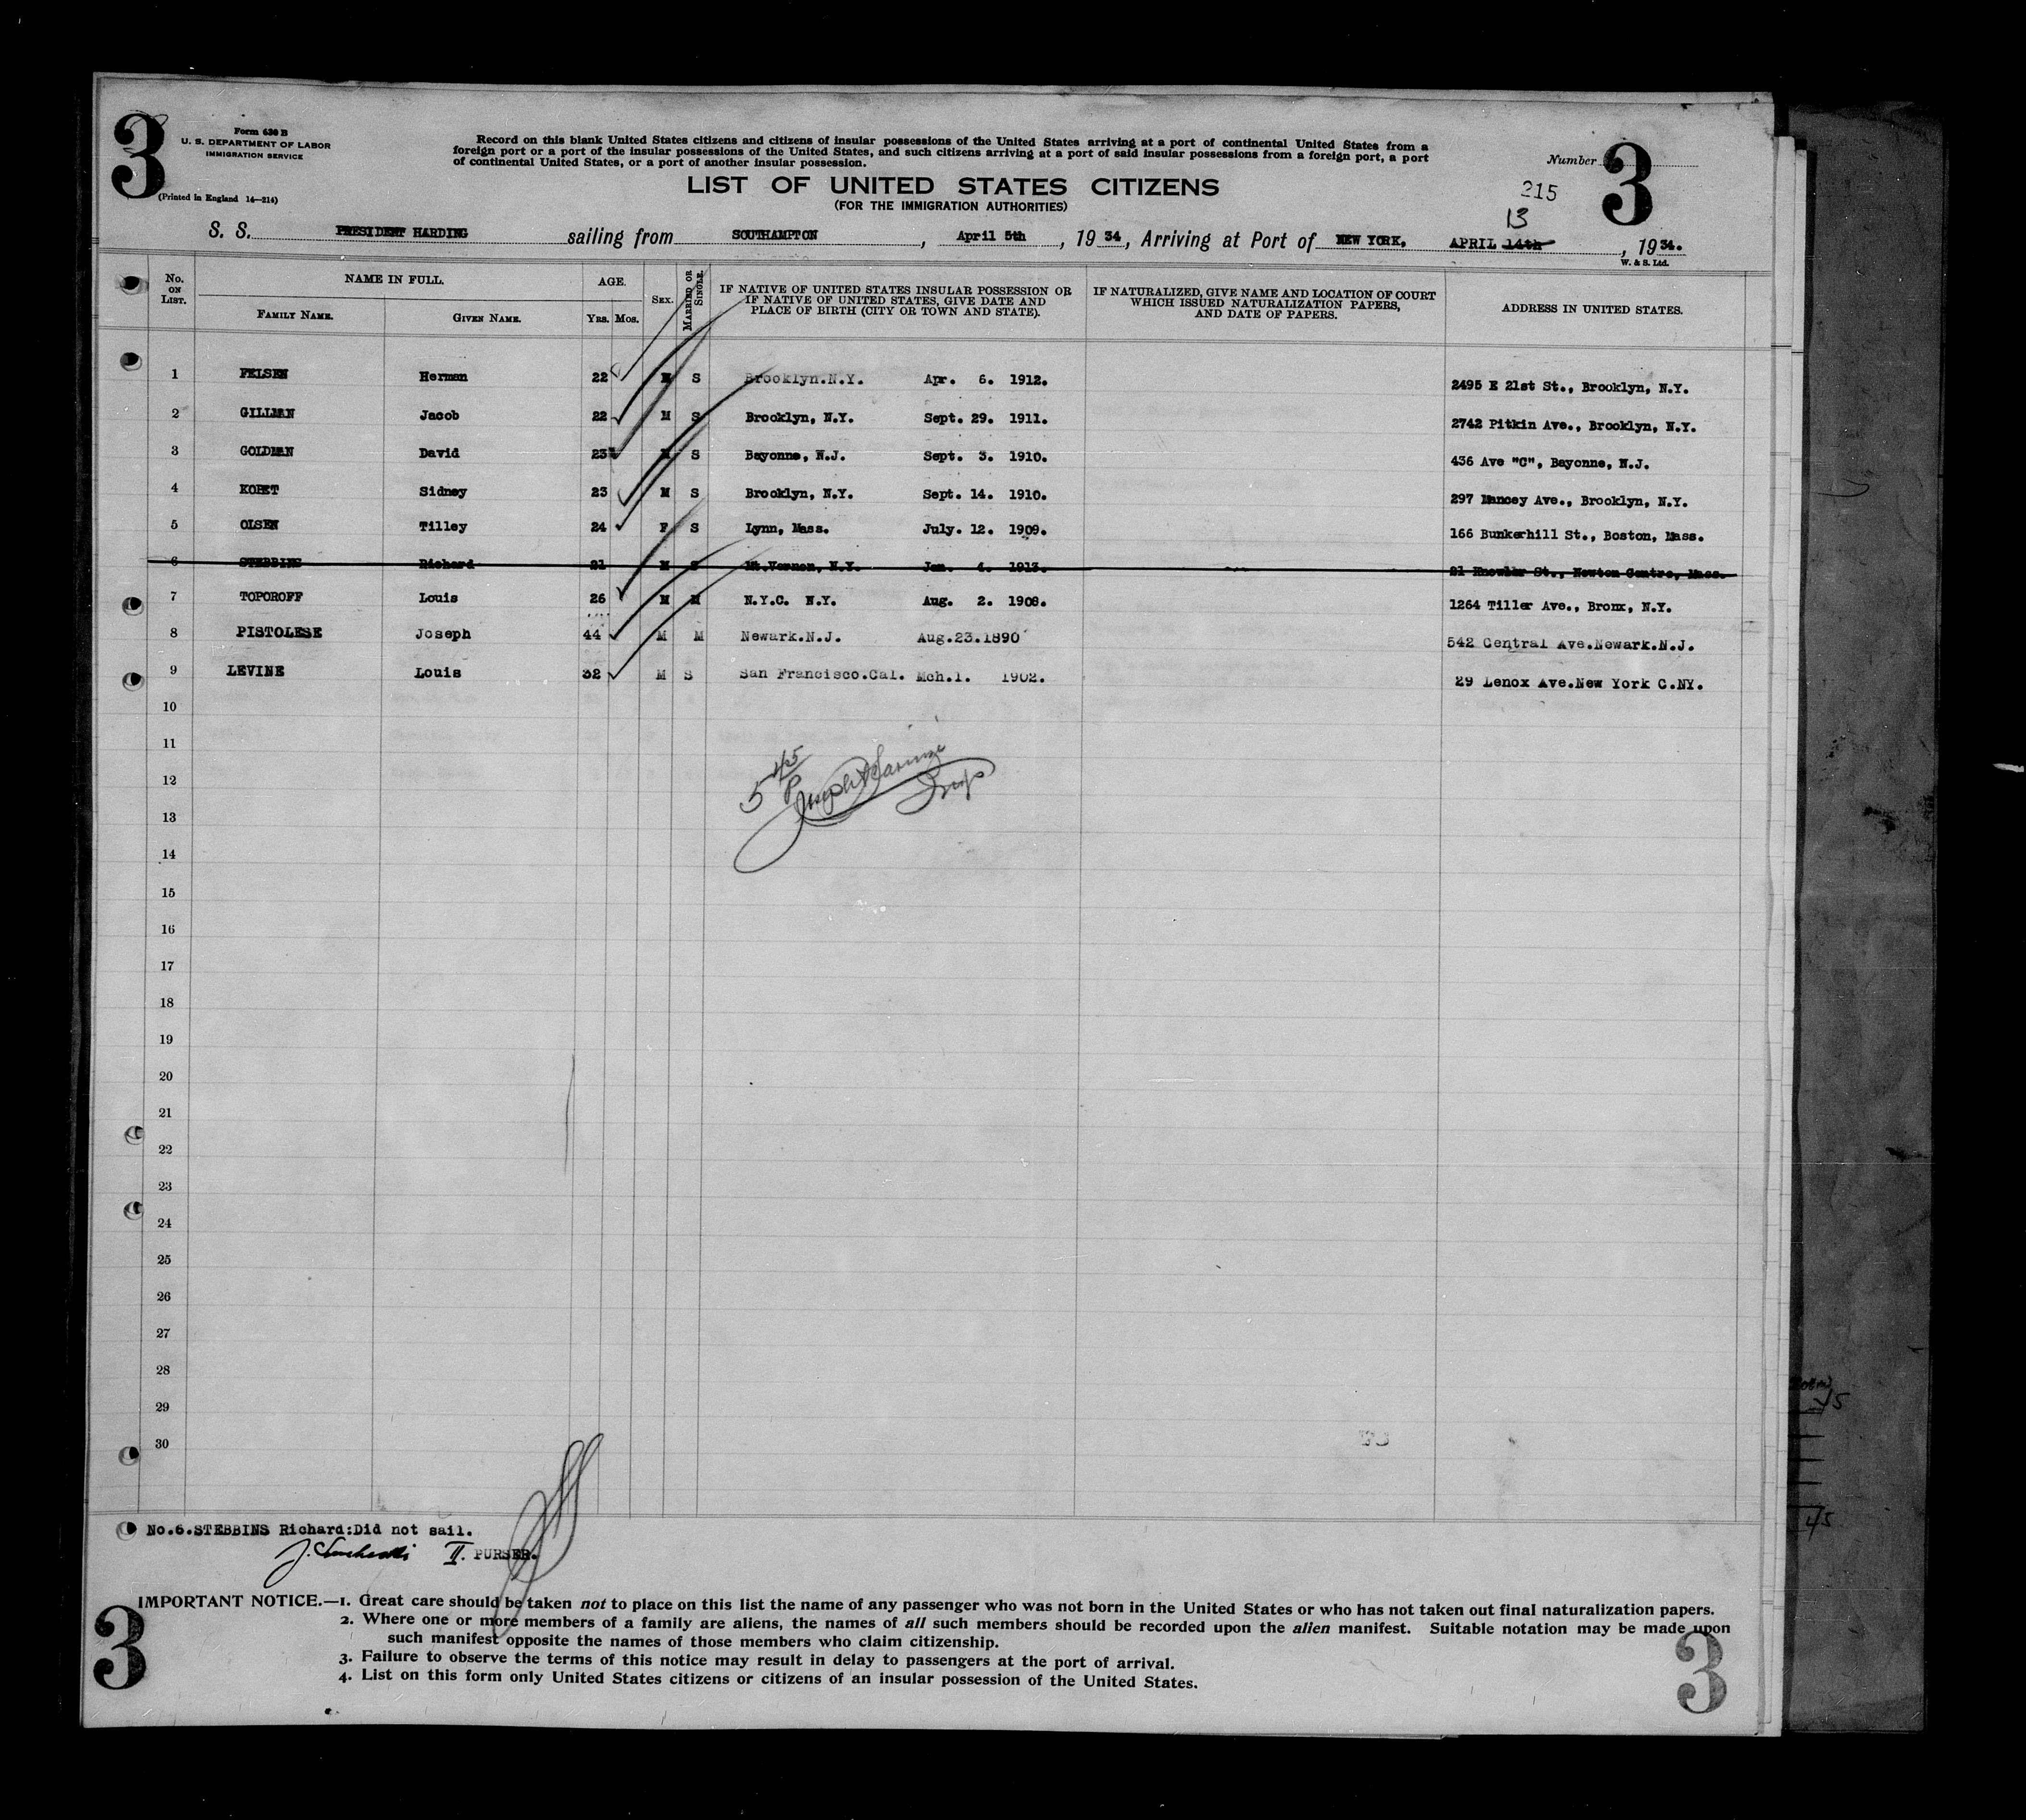 3
Form 630 B
U. S. DEPARTMENT OF LABOR
IMMIGRATION SERVICE
(Printed in England 14—214)
Record on this blank United States citizens and citizens of insular possessions of the United States arriving at a port of continental United States from a
foreign port or a port of the insular possessions of the United States, and such citizens arriving at a port of said insular possessions from a foreign port, a port
of continental United States, or a port of another insular possession.
Number 3
LIST OF UNITED STATES CITIZENS
(FOR THE IMMIGRATION AUTHORITIES)
215
13
S. S. PRESIDENT HARDING sailing from SOUTHAMPTON, April 5th, 1934, Arriving at Port of NEW YORK, APRIL 14th, 1934.
W. & S. Ltd.
No. ON LIST. NAME IN FULL. AGE. SEX. MARRIED OR SINGLE. IF NATIVE OF UNITED STATES INSULAR POSSESSION OR IF NATIVE OF UNITED STATES, GIVE DATE AND PLACE OF BIRTH (CITY OR TOWN AND STATE). IF NATURALIZED, GIVE NAME AND LOCATION OF COURT WHICH ISSUED NATURALIZATION PAPERS, AND DATE OF PAPERS. ADDRESS IN UNITED STATES.
FAMILY NAME. GIVEN NAME. YRS. MOS.
1 FELSEN Herman 22 M S Brooklyn.N.Y. Apr. 6. 1912. 2495 E 21st St., Brooklyn, N.Y.
2 GILLMAN Jacob 22 M S Brooklyn, N.Y. Sept. 29. 1911. 2742 Pitkin Ave., Brooklyn, N.Y.
3 GOLDMAN David 23 M S Bayonne, N.J. Sept. 3. 1910. 436 Ave "C", Bayonne, N.J.
4 KOBET Sidney 23 M S Brooklyn, N.Y. Sept. 14. 1910. 297 Ave., Brooklyn, N.Y.
5 OLSEN Tilley 24 F S Lynn, Mass. July. 12. 1909. 166 Bunkerhill St., Boston, Mass.
6 STEBBINS Richard 21 M S Mt.Vernon, N.Y. Jan. 4. 1913. 21 Knowles St., Newton Centre, Mass.
7 TOPOROFF Louis 26 M M N.Y.C. N.Y. Aug. 2. 1908. 1264 Tiller Ave., Bronx, N.Y.
8 PISTOLESE Joseph 44 M M Newark.N.J. Aug.23.1890 542 Central Ave.Newark.N.J.
9 LEVINE Louis 32 M S San Francisco.Cal. Mch.1. 1902. 29 Lenox Ave.New York C.NY.
10
11
12
13
14
15
16
17
18
19
20
21
22
23
24
25
26
27
28
29
30
5 45 P
Insp
No.6.STEBBINS Richard:Did not sail.
II. PURSER.
IMPORTANT NOTICE.—1. Great care should be taken not to place on this list the name of any passenger who was not born in the United States or who has not taken out final naturalization papers.
2. Where one or more members of a family are aliens, the names of all such members should be recorded upon the alien manifest. Suitable notation may be made upon
such manifest opposite the names of those members who claim citizenship.
3. Failure to observe the terms of this notice may result in delay to passengers at the port of arrival.
4. List on this form only United States citizens or citizens of an insular possession of the United States.
3
3